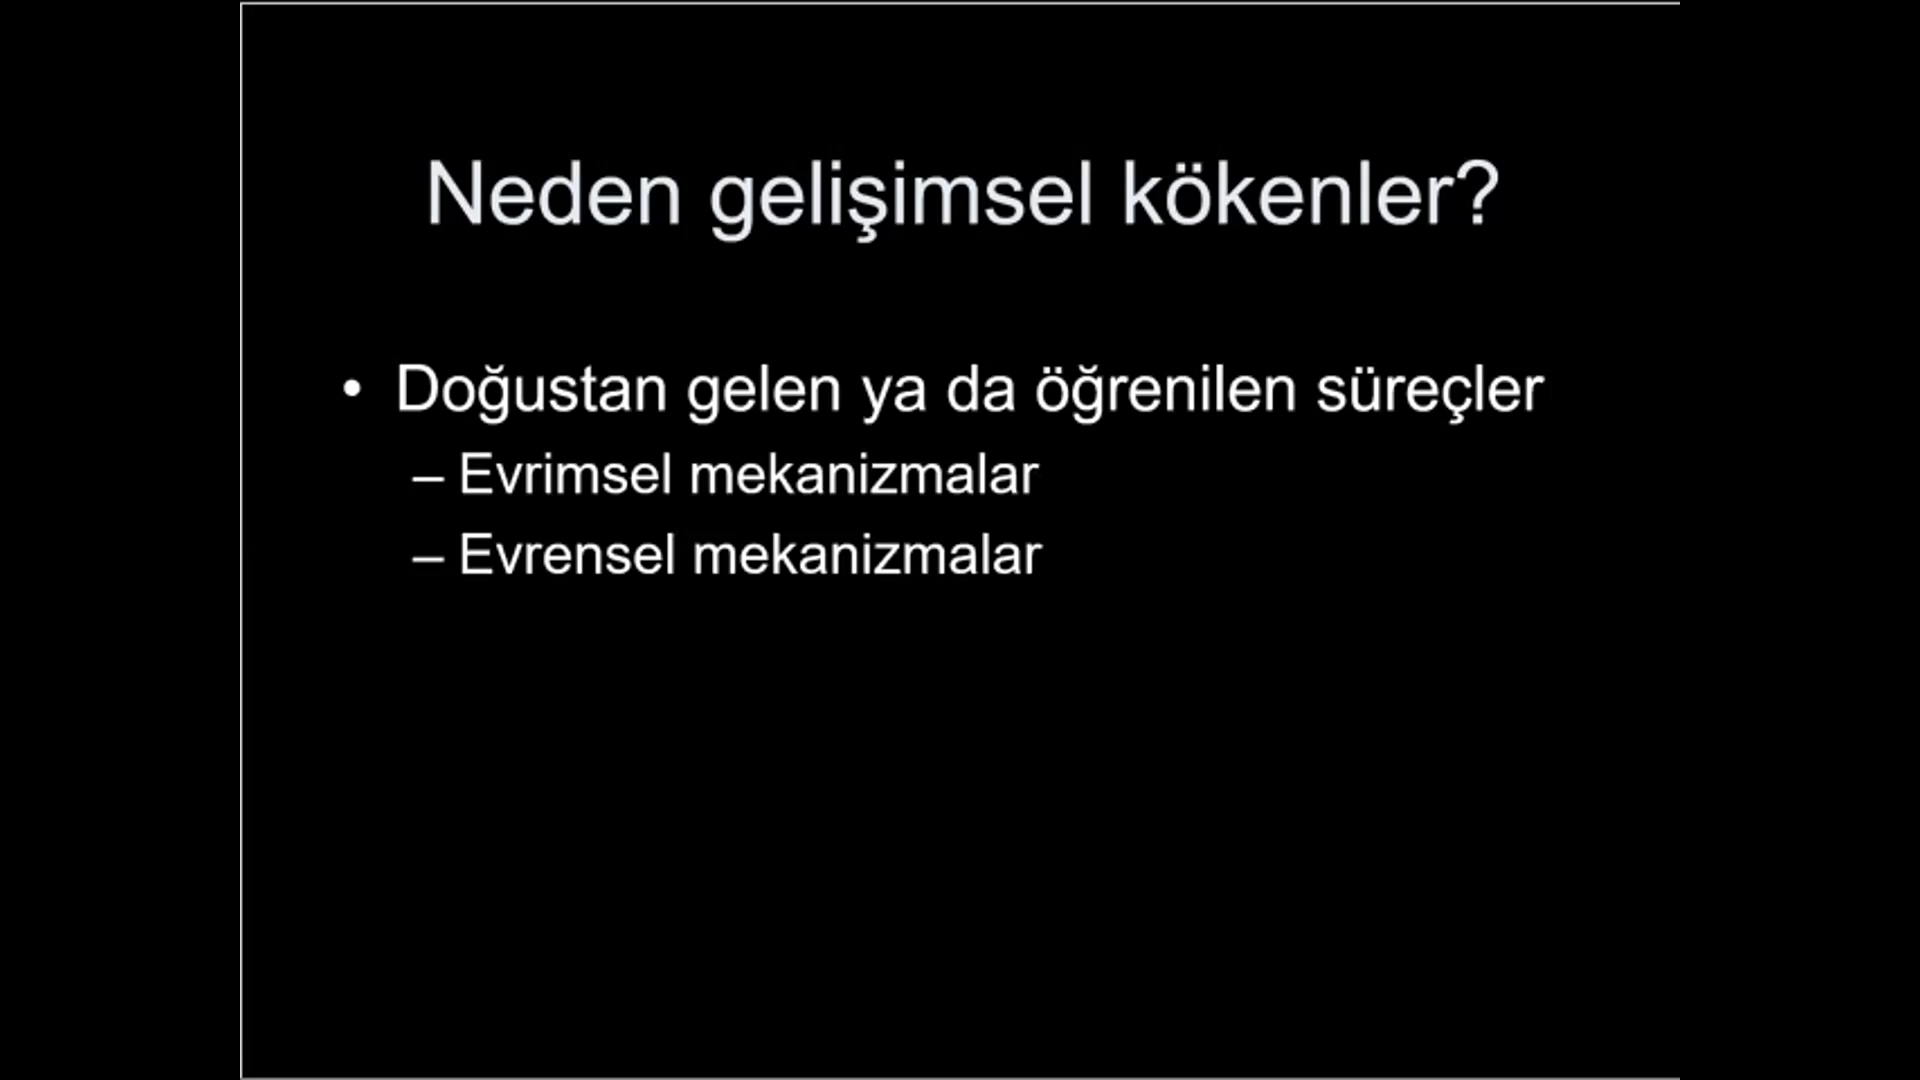 Neden gelişimsel kökenler?
• Doğustan gelen ya da öğrenilen süreçler
– Evrimsel mekanizmalar
– Evrensel mekanizmalar